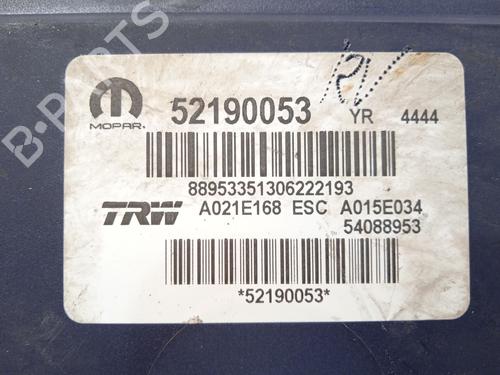 MOPAR
52190053 YR 4444
88953351306222193
TRW A021E168 ESC A015E034
54088953
*52190053*
B-PARTS